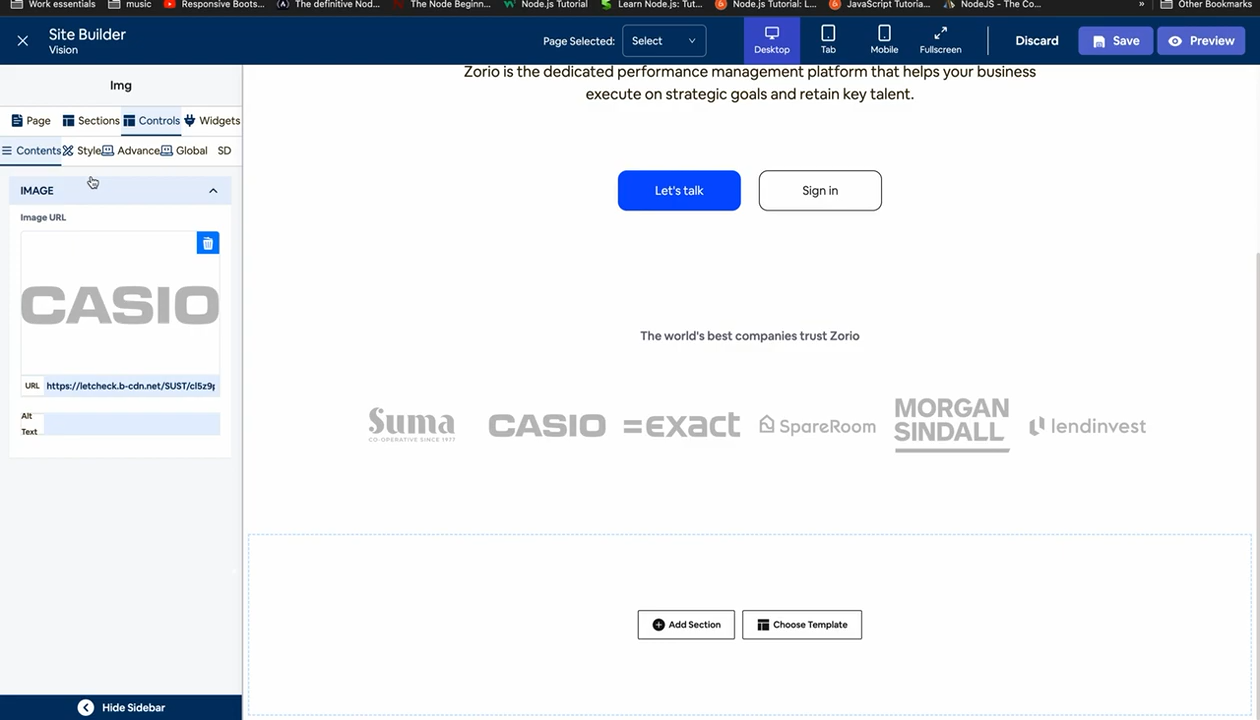 Work essentials music Responsive Boots... The definitive Nod... The Node Beginn... Node.js Tutorial Learn Node.js: Tut... Node.js Tutorial: L... JavaScript Tutoria... NodeJS - The Co... » Other Bookmarks
Site Builder
Vision
Page Selected: Select
Desktop Tab Mobile Fullscreen
Discard Save Preview
Img
Page Sections Controls Widgets
Contents Style Advance Global SD
IMAGE
Image URL
CASIO
URL https://letcheck.b-cdn.net/SUST/cl5z9p
Alt
Text
Hide Sidebar
Zorio is the dedicated performance management platform that helps your business
execute on strategic goals and retain key talent.
Let's talk Sign in
The world's best companies trust Zorio
Suma
CO-OPERATIVE SINCE 1977
CASIO
=exact
SpareRoom
MORGAN
SINDALL
lendinvest
Add Section Choose Template